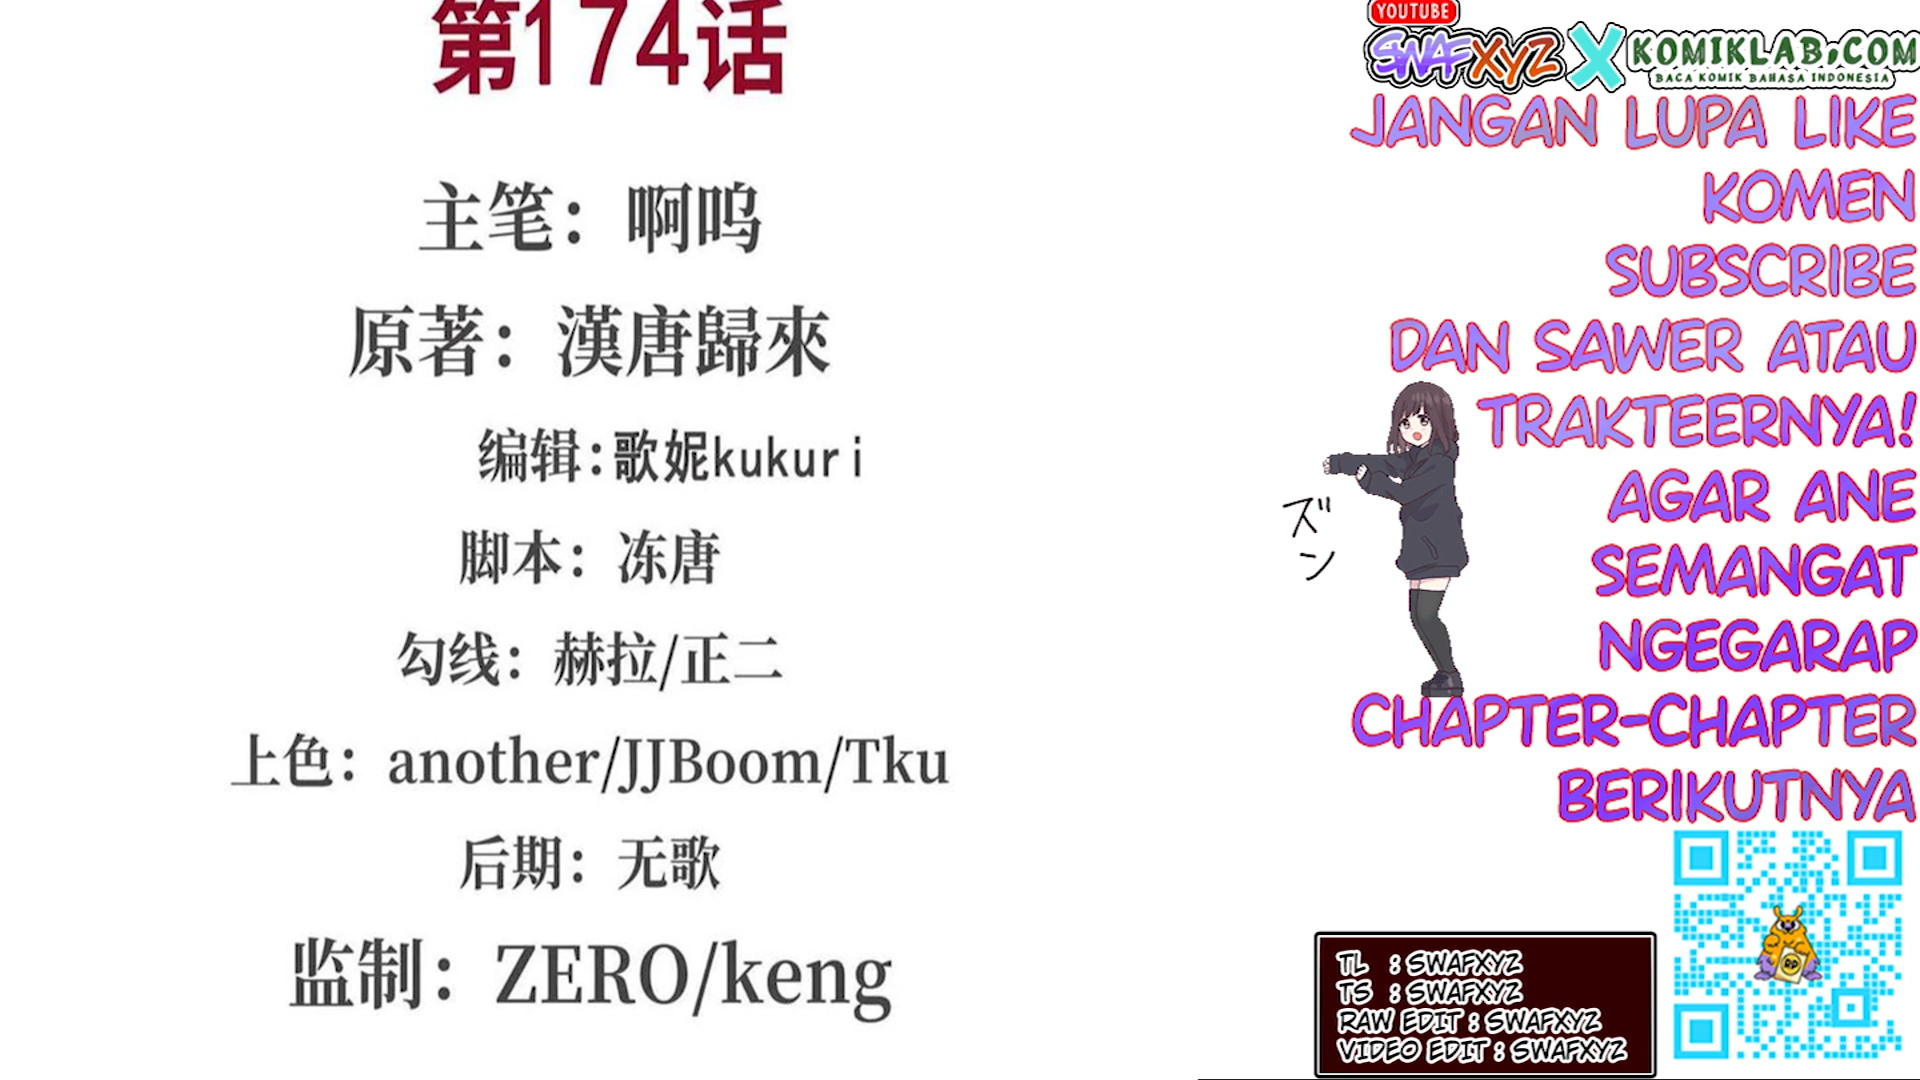 第174话
主笔：啊呜
原著：漢唐歸來
编辑:歌妮kukuri
脚本：冻唐
勾线：赫拉/正二
上色：another/JJBoom/Tku
后期：无歌
监制：ZERO/keng
YOUTUBE
SWAFXYZ X KOMIKLAB.COM
BACA KOMIK BAHASA INDONESIA
JANGAN LUPA LIKE
KOMEN
SUBSCRIBE
DAN SAWER ATAU
TRAKTEERNYA!
AGAR ANE
SEMANGAT
NGEGARAP
CHAPTER-CHAPTER
BERIKUTNYA
ズ
ン
RP
TL : SWAFXYZ
TS : SWAFXYZ
RAW EDIT : SWAFXYZ
VIDEO EDIT : SWAFXYZ